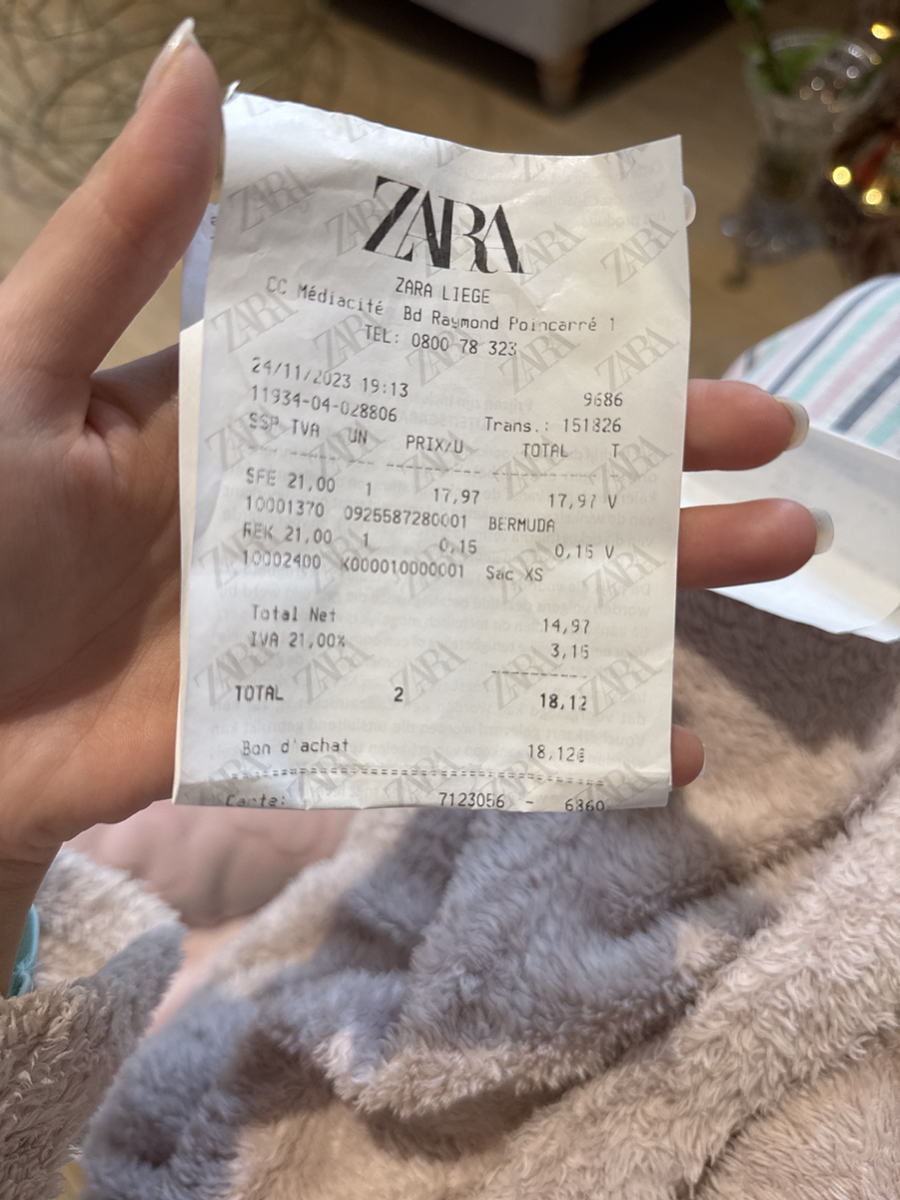 ZARA
ZARA LIEGE
CC Médiacité Bd Raymond Poincarré 1
TEL: 0800 78 323
24/11/2023 19:13 9686
11934-04-028806 Trans.: 151826
SSP TVA UN PRIX/U TOTAL T
SFE 21,00 1 17,97 17,97 V
10001370 0925587280001 BERMUDA
REK 21,00 1 0,15 0,15 V
10002400 K000010000001 Sac XS
Total Net 14,97
IVA 21,00% 3,15
TOTAL 2 18,12
Bon d'achat 18,12€
Carte: 7123056 - 6360